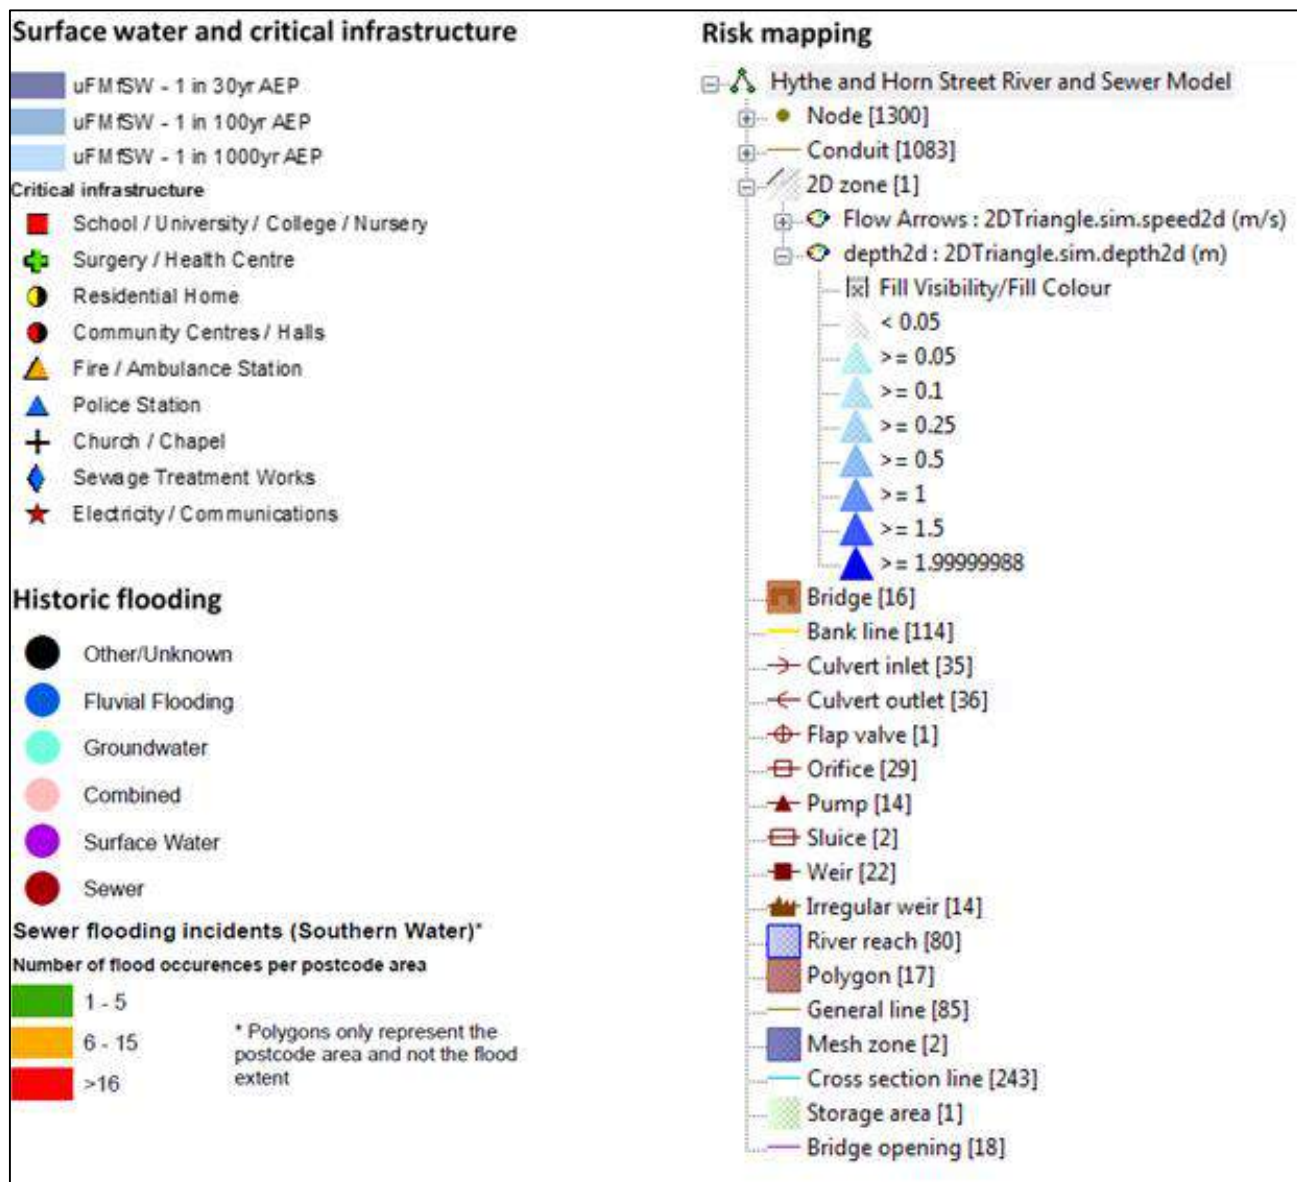 Surface water and critical infrastructure
uFMfSW - 1 in 30yr AEP
uFMfSW - 1 in 100yr AEP
uFMfSW - 1 in 1000yr AEP
Critical infrastructure
School / University / College / Nursery
Surgery / Health Centre
Residential Home
Community Centres / Halls
Fire / Ambulance Station
Police Station
Church / Chapel
Sewage Treatment Works
Electricity / Communications
Historic flooding
Other/Unknown
Fluvial Flooding
Groundwater
Combined
Surface Water
Sewer
Sewer flooding incidents (Southern Water)*
Number of flood occurences per postcode area
1 - 5
6 - 15
>16
* Polygons only represent the
postcode area and not the flood
extent
Risk mapping
Hythe and Horn Street River and Sewer Model
Node [1300]
Conduit [1083]
2D zone [1]
Flow Arrows : 2DTriangle.sim.speed2d (m/s)
depth2d : 2DTriangle.sim.depth2d (m)
Fill Visibility/Fill Colour
< 0.05
>= 0.05
>= 0.1
>= 0.25
>= 0.5
>= 1
>= 1.5
>= 1.99999988
Bridge [16]
Bank line [114]
Culvert inlet [35]
Culvert outlet [36]
Flap valve [1]
Orifice [29]
Pump [14]
Sluice [2]
Weir [22]
Irregular weir [14]
River reach [80]
Polygon [17]
General line [85]
Mesh zone [2]
Cross section line [243]
Storage area [1]
Bridge opening [18]